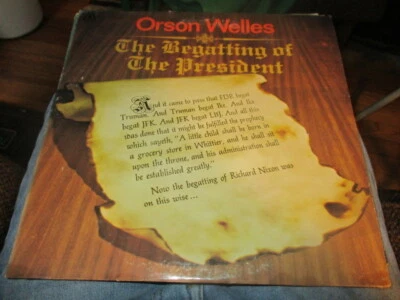 Orson Welles
The Begatting of
The President
And it came to pass that FDR begat
Truman. And Truman begat Ike. And Ike
begat JFK. And JFK begat LBJ. And all this
was done that it might be fulfilled the prophecy
which sayeth, "A little child shall be born in
a grocery store in Whittier, and he shall sit
upon the throne, and his administration shall
be established greatly."
Now the begatting of Richard Nixon was
on this wise...